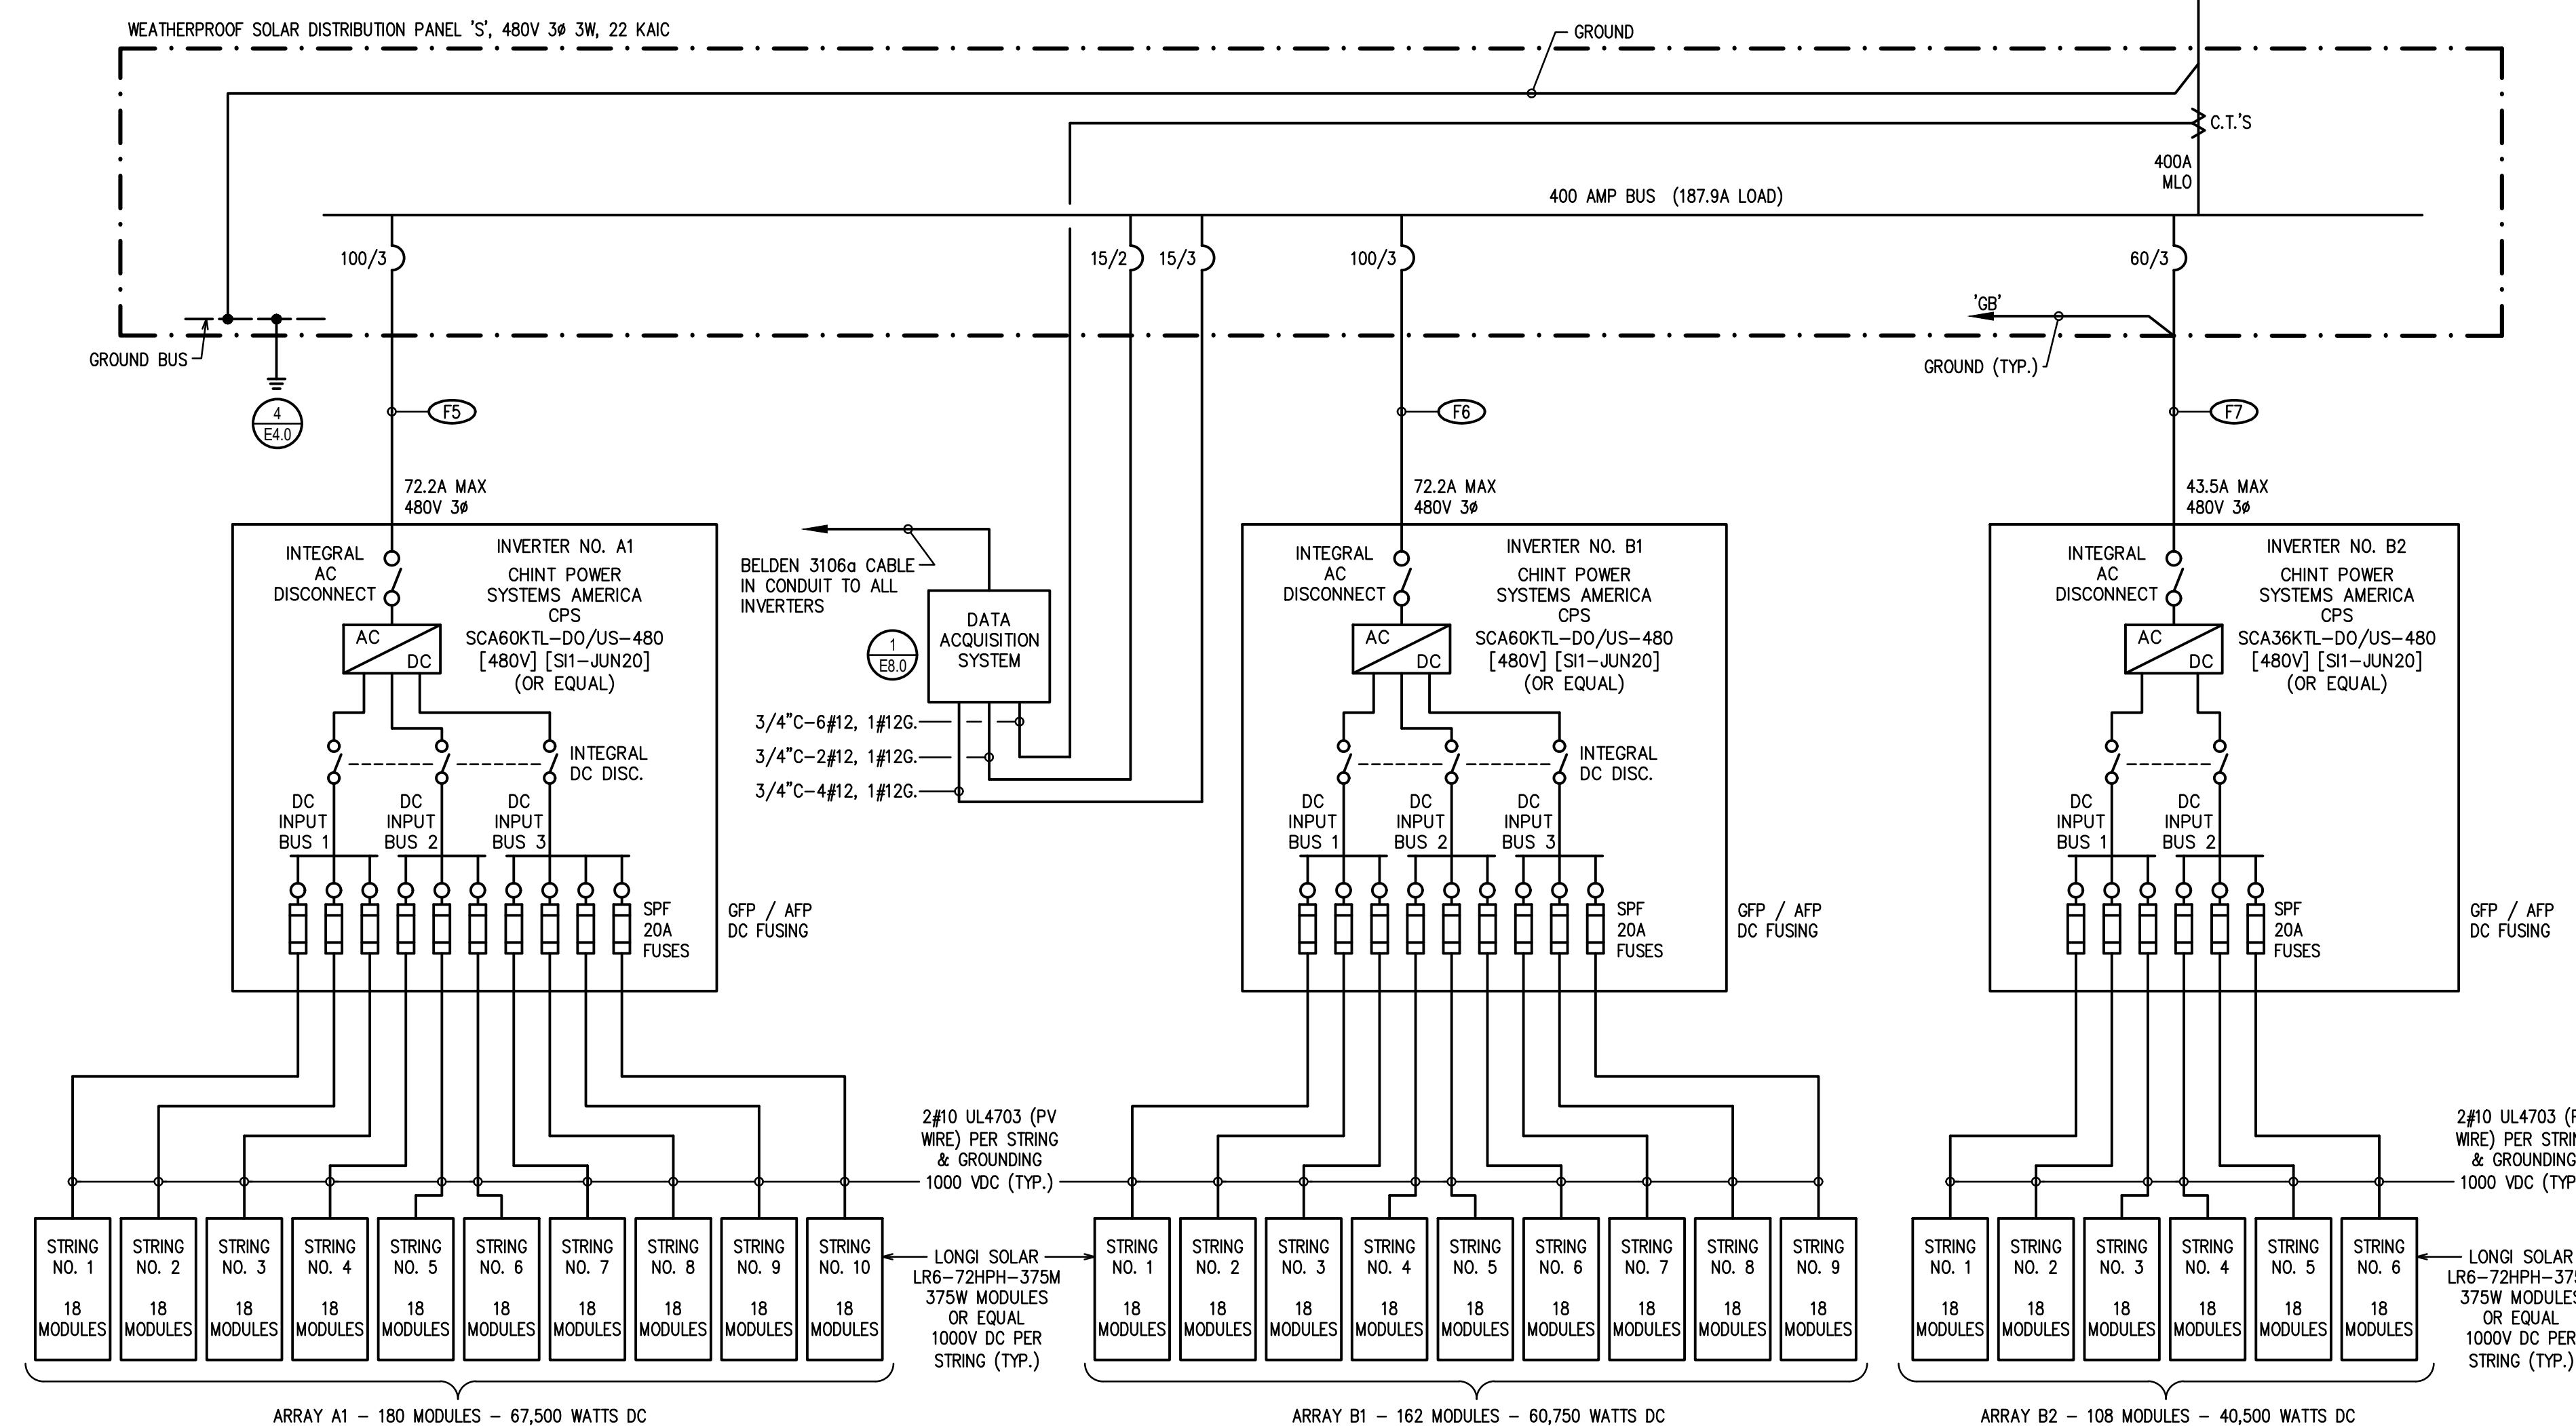 WEATHERPROOF SOLAR DISTRIBUTION PANEL 'S', 480V 3ø 3W, 22 KAIC
GROUND
C.T.'S
400A
MLO
400 AMP BUS (187.9A LOAD)
100/3
15/2
15/3
100/3
60/3
'GB'
GROUND BUS
GROUND (TYP.)
4
E4.0
F5
F6
F7
72.2A MAX
480V 3ø
72.2A MAX
480V 3ø
43.5A MAX
480V 3ø
INTEGRAL
AC
DISCONNECT
INVERTER NO. A1
CHINT POWER
SYSTEMS AMERICA
CPS
SCA60KTL-DO/US-480
[480V] [SI1-JUN20]
(OR EQUAL)
AC
DC
INTEGRAL
DC DISC.
DC
INPUT
BUS 1
DC
INPUT
BUS 2
DC
INPUT
BUS 3
SPF
20A
FUSES
GFP / AFP
DC FUSING
BELDEN 3106a CABLE
IN CONDUIT TO ALL
INVERTERS
1
E8.0
DATA
ACQUISITION
SYSTEM
3/4"C-6#12, 1#12G.
3/4"C-2#12, 1#12G.
3/4"C-4#12, 1#12G.
INTEGRAL
AC
DISCONNECT
INVERTER NO. B1
CHINT POWER
SYSTEMS AMERICA
CPS
SCA60KTL-DO/US-480
[480V] [SI1-JUN20]
(OR EQUAL)
AC
DC
INTEGRAL
DC DISC.
DC
INPUT
BUS 1
DC
INPUT
BUS 2
DC
INPUT
BUS 3
SPF
20A
FUSES
GFP / AFP
DC FUSING
INTEGRAL
AC
DISCONNECT
INVERTER NO. B2
CHINT POWER
SYSTEMS AMERICA
CPS
SCA36KTL-DO/US-480
[480V] [SI1-JUN20]
(OR EQUAL)
AC
DC
DC
INPUT
BUS 1
DC
INPUT
BUS 2
SPF
20A
FUSES
GFP / AFP
DC FUSING
2#10 UL4703 (PV
WIRE) PER STRING
& GROUNDING
1000 VDC (TYP.)
2#10 UL4703
WIRE) PER
& GROUNDING
1000 VDC
STRING
NO. 1
18
MODULES
STRING
NO. 2
18
MODULES
STRING
NO. 3
18
MODULES
STRING
NO. 4
18
MODULES
STRING
NO. 5
18
MODULES
STRING
NO. 6
18
MODULES
STRING
NO. 7
18
MODULES
STRING
NO. 8
18
MODULES
STRING
NO. 9
18
MODULES
STRING
NO. 10
18
MODULES
LONGI SOLAR
LR6-72HPH-375M
375W MODULES
OR EQUAL
1000V DC PER
STRING (TYP.)
STRING
NO. 1
18
MODULES
STRING
NO. 2
18
MODULES
STRING
NO. 3
18
MODULES
STRING
NO. 4
18
MODULES
STRING
NO. 5
18
MODULES
STRING
NO. 6
18
MODULES
STRING
NO. 7
18
MODULES
STRING
NO. 8
18
MODULES
STRING
NO. 9
18
MODULES
STRING
NO. 1
18
MODULES
STRING
NO. 2
18
MODULES
STRING
NO. 3
18
MODULES
STRING
NO. 4
18
MODULES
STRING
NO. 5
18
MODULES
STRING
NO. 6
18
MODULES
LONGI SOLAR
375W
OR EQUAL
1000V DC PER
STRING (TYP.)
ARRAY A1 - 180 MODULES - 67,500 WATTS DC
ARRAY B1 - 162 MODULES - 60,750 WATTS DC
ARRAY B2 - 108 MODULES - 40,500 WATTS DC